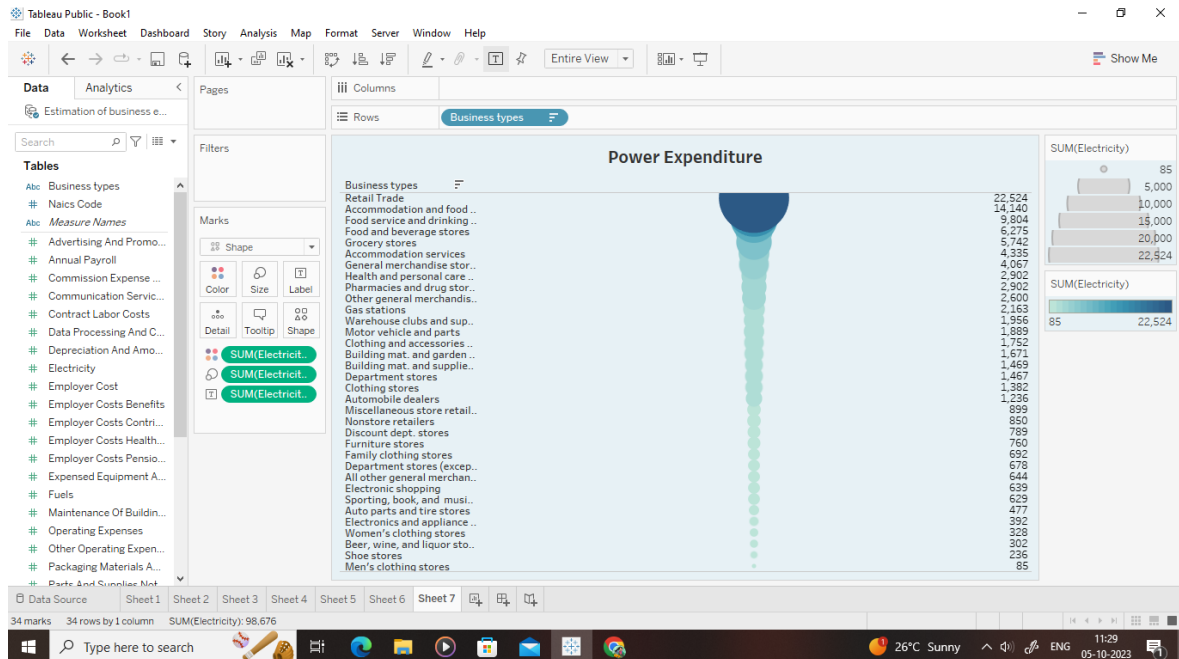 Tableau Public - Book1
File Data Worksheet Dashboard Story Analysis Map Format Server Window Help
Entire View
Show Me
Data Analytics
Estimation of business e...
Search
Tables
Abc Business types
# Naics Code
Abc Measure Names
# Advertising And Promo...
# Annual Payroll
# Commission Expense ...
# Communication Servic...
# Contract Labor Costs
# Data Processing And C...
# Depreciation And Amo...
# Electricity
# Employer Cost
# Employer Costs Benefits
# Employer Costs Contri...
# Employer Costs Health...
# Employer Costs Pensio...
# Expensed Equipment A...
# Fuels
# Maintenance Of Buildin...
# Operating Expenses
# Other Operating Expen...
# Packaging Materials A...
# Parts And Supplies Not
Pages
Filters
Marks
Shape
Color Size Label
Detail Tooltip Shape
SUM(Electricit..
SUM(Electricit..
SUM(Electricit..
Columns
Rows Business types
Power Expenditure
Business types
Retail Trade 22,524
Accommodation and food .. 14,140
Food service and drinking .. 9,804
Food and beverage stores 6,275
Grocery stores 5,742
Accommodation services 4,335
General merchandise stor.. 4,067
Health and personal care .. 2,902
Pharmacies and drug stor.. 2,902
Other general merchandis.. 2,600
Gas stations 2,163
Warehouse clubs and sup.. 1,956
Motor vehicle and parts 1,889
Clothing and accessories .. 1,752
Building mat. and garden .. 1,671
Building mat. and supplie.. 1,469
Department stores 1,467
Clothing stores 1,382
Automobile dealers 1,236
Miscellaneous store retail.. 899
Nonstore retailers 850
Discount dept. stores 789
Furniture stores 760
Family clothing stores 692
Department stores (excep.. 678
All other general merchan.. 644
Electronic shopping 639
Sporting, book, and musi.. 629
Auto parts and tire stores 477
Electronics and appliance .. 392
Women's clothing stores 328
Beer, wine, and liquor sto.. 302
Shoe stores 236
Men's clothing stores 85
SUM(Electricity)
85
5,000
10,000
15,000
20,000
22,524
SUM(Electricity)
85 22,524
Data Source Sheet 1 Sheet 2 Sheet 3 Sheet 4 Sheet 5 Sheet 6 Sheet 7
34 marks 34 rows by 1 column SUM(Electricity): 98,676
Type here to search
26°C Sunny ENG 11:29
05-10-2023
1